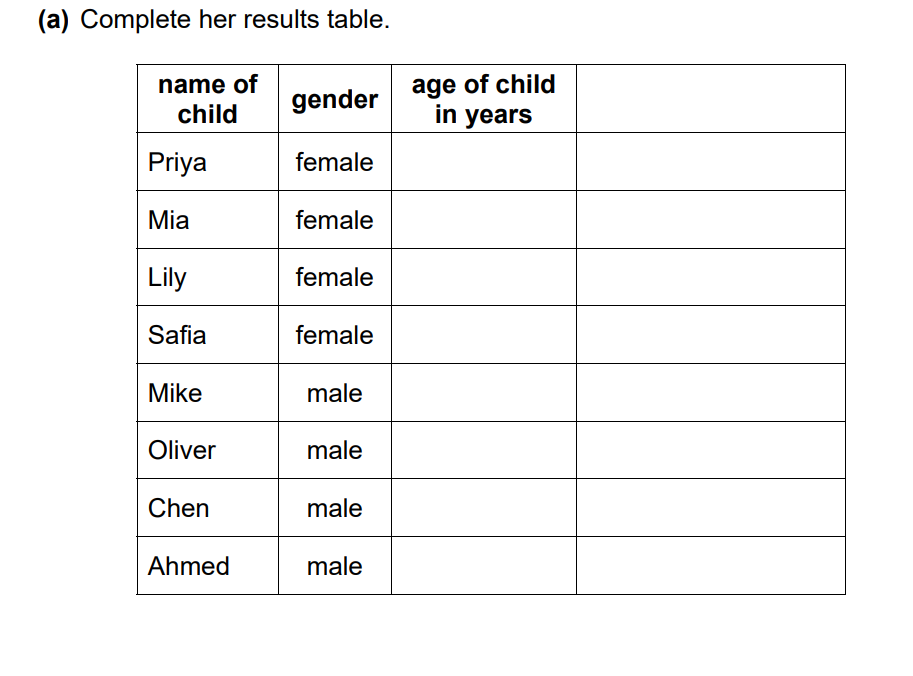 (a) Complete her results table.
name of child gender age of child in years
Priya female
Mia female
Lily female
Safia female
Mike male
Oliver male
Chen male
Ahmed male